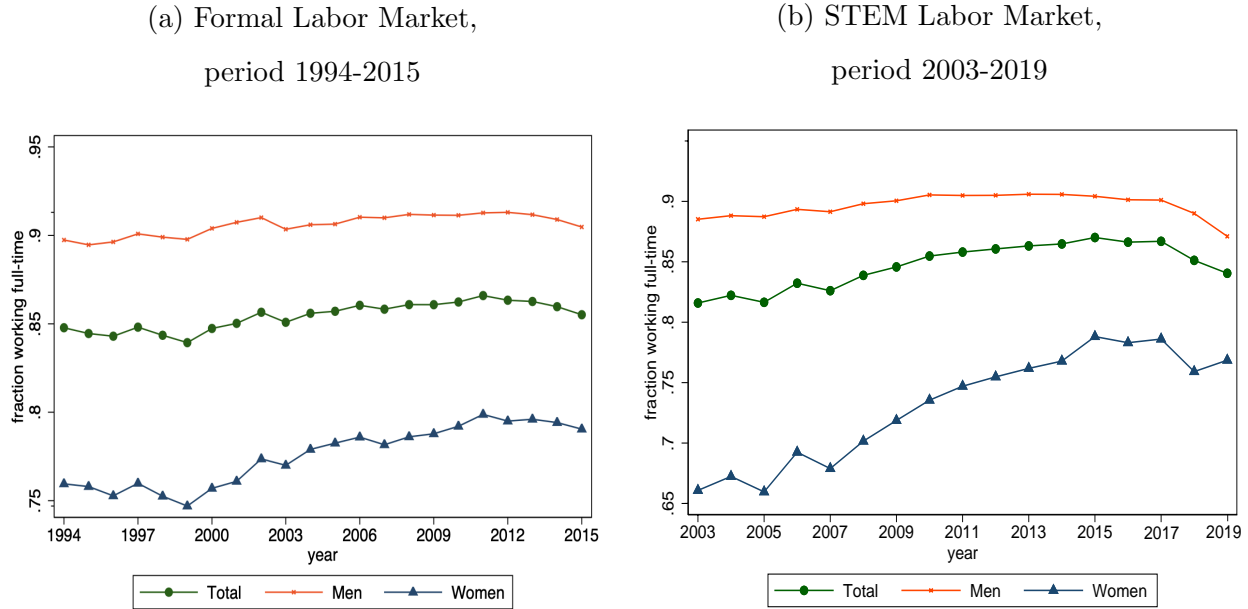 (a) Formal Labor Market,
period 1994-2015
.95
.9
.85
.8
.75
fraction working full-time
1994 1997 2000 2003 2006 2009 2012 2015
year
Total Men Women
(b) STEM Labor Market,
period 2003-2019
.9
.85
.8
.75
.7
.65
fraction working full-time
2003 2005 2007 2009 2011 2013 2015 2017 2019
year
Total Men Women